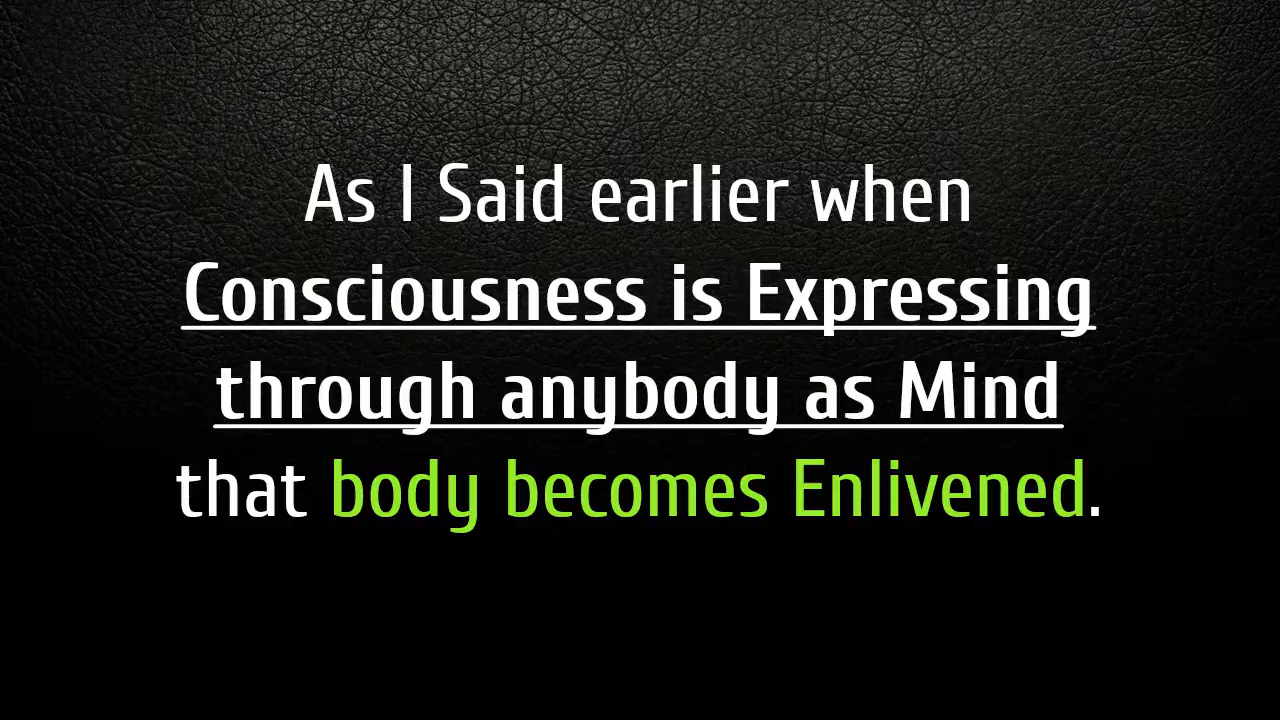 As I Said earlier when
Consciousness is Expressing
through anybody as Mind
that body becomes Enlivened.